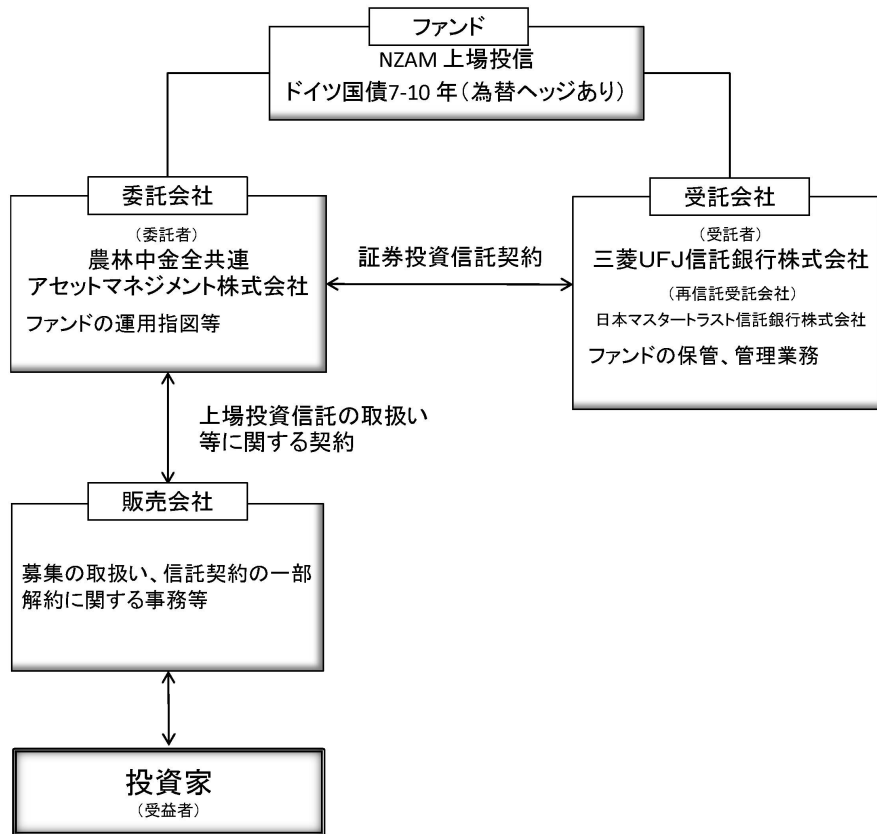 ファンド
NZAM 上場投信
ドイツ国債7-10 年（為替ヘッジあり）
委託会社
（委託者）
農林中金全共連
アセットマネジメント株式会社
ファンドの運用指図等
証券投資信託契約
受託会社
（受託者）
三菱UFJ信託銀行株式会社
（再信託受託会社）
日本マスタートラスト信託銀行株式会社
ファンドの保管、管理業務
上場投資信託の取扱い
等に関する契約
販売会社
募集の取扱い、信託契約の一部
解約に関する事務等
投資家
（受益者）